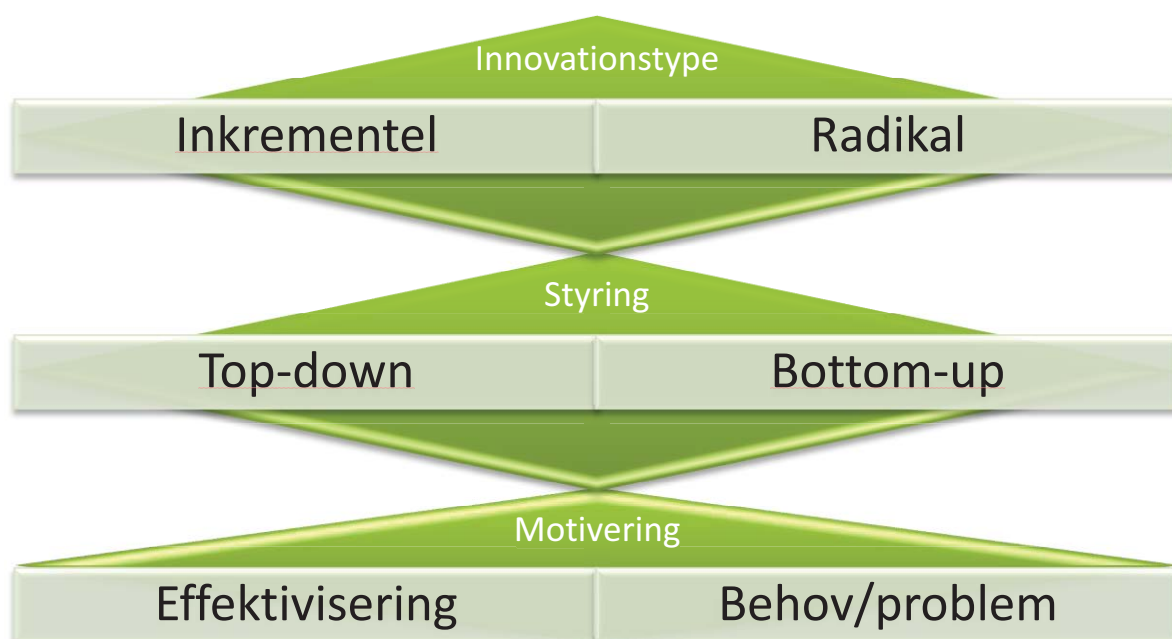 Innovationstype
Inkrementel Radikal
Styring
Top-down Bottom-up
Motivering
Effektivisering Behov/problem